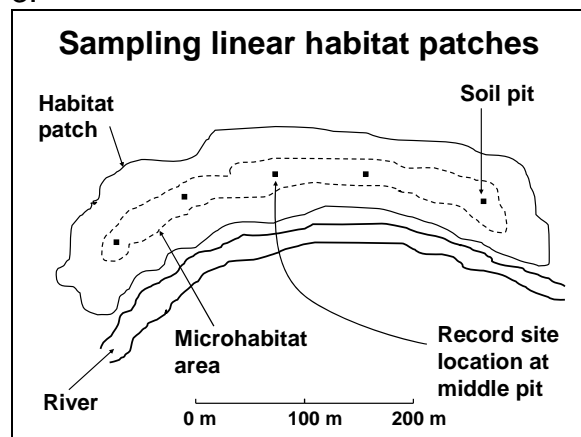 Sampling linear habitat patches
Habitat
patch
Soil pit
Microhabitat
area
Record site
location at
middle pit
River
0 m
100 m
200 m